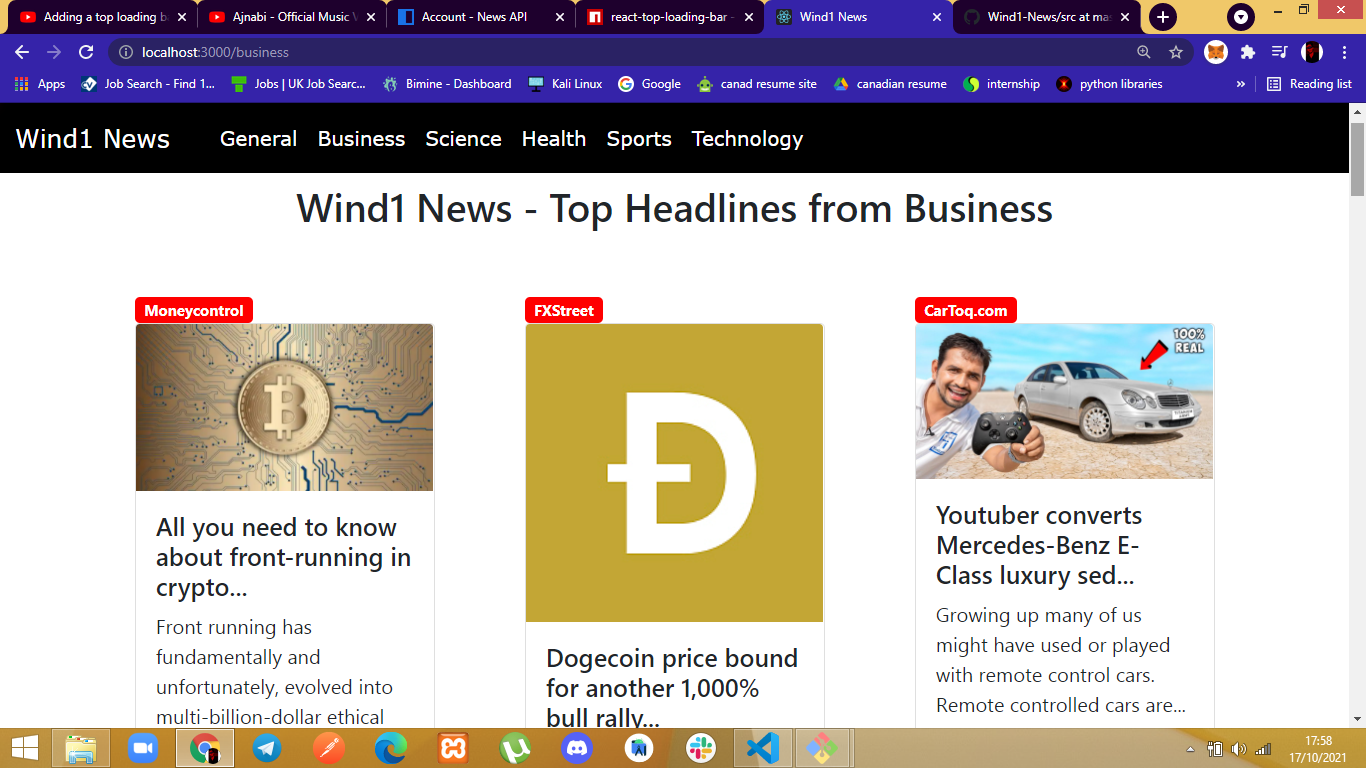 Adding a top loading b
Ajnabi - Official Music V
Account - News API
react-top-loading-bar -
Wind1 News
Wind1-News/src at mas
localhost:3000/business
Apps
Job Search - Find 1...
Jobs | UK Job Searc...
Bimine - Dashboard
Kali Linux
Google
canad resume site
canadian resume
internship
python libraries
»
Reading list
Wind1 News
General
Business
Science
Health
Sports
Technology
Wind1 News - Top Headlines from Business
Moneycontrol
All you need to know
about front-running in
crypto...
Front running has
fundamentally and
unfortunately, evolved into
multi-billion-dollar ethical
FXStreet
Dogecoin price bound
for another 1,000%
bull rally...
CarToq.com
100%
REAL
Youtuber converts
Mercedes-Benz E-
Class luxury sed...
Growing up many of us
might have used or played
with remote control cars.
Remote controlled cars are...
17:58
17/10/2021